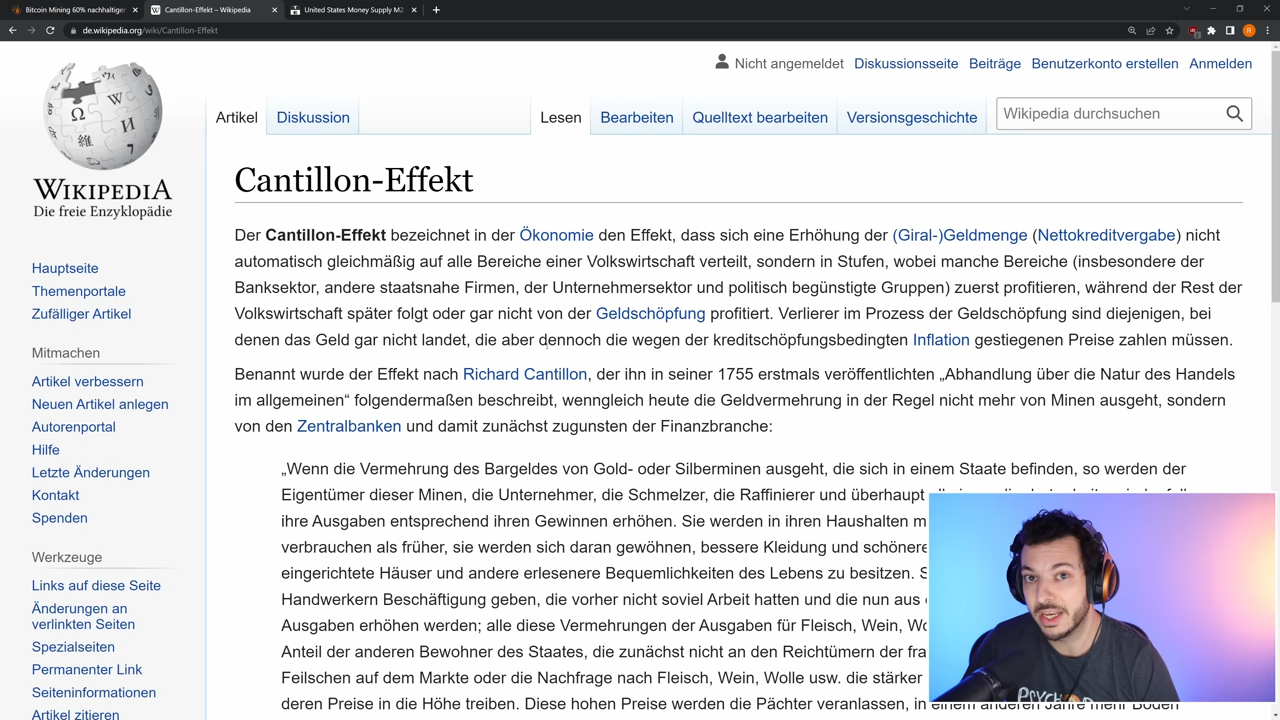 Bitcoin Mining 60% nachhaltiger
Cantillon-Effekt – Wikipedia
United States Money Supply M2
de.wikipedia.org/wiki/Cantillon-Effekt
Nicht angemeldet Diskussionsseite Beiträge Benutzerkonto erstellen Anmelden
Artikel Diskussion Lesen Bearbeiten Quelltext bearbeiten Versionsgeschichte
Wikipedia durchsuchen
WIKIPEDIA
Die freie Enzyklopädie
Hauptseite
Themenportale
Zufälliger Artikel
Mitmachen
Artikel verbessern
Neuen Artikel anlegen
Autorenportal
Hilfe
Letzte Änderungen
Kontakt
Spenden
Werkzeuge
Links auf diese Seite
Änderungen an
verlinkten Seiten
Spezialseiten
Permanenter Link
Seiteninformationen
Artikel zitieren
Cantillon-Effekt
Der Cantillon-Effekt bezeichnet in der Ökonomie den Effekt, dass sich eine Erhöhung der (Giral-)Geldmenge (Nettokreditvergabe) nicht
automatisch gleichmäßig auf alle Bereiche einer Volkswirtschaft verteilt, sondern in Stufen, wobei manche Bereiche (insbesondere der
Banksektor, andere staatsnahe Firmen, der Unternehmersektor und politisch begünstigte Gruppen) zuerst profitieren, während der Rest der
Volkswirtschaft später folgt oder gar nicht von der Geldschöpfung profitiert. Verlierer im Prozess der Geldschöpfung sind diejenigen, bei
denen das Geld gar nicht landet, die aber dennoch die wegen der kreditschöpfungsbedingten Inflation gestiegenen Preise zahlen müssen.
Benannt wurde der Effekt nach Richard Cantillon, der ihn in seiner 1755 erstmals veröffentlichten „Abhandlung über die Natur des Handels
im allgemeinen“ folgendermaßen beschreibt, wenngleich heute die Geldvermehrung in der Regel nicht mehr von Minen ausgeht, sondern
von den Zentralbanken und damit zunächst zugunsten der Finanzbranche:
„Wenn die Vermehrung des Bargeldes von Gold- oder Silberminen ausgeht, die sich in einem Staate befinden, so werden der
Eigentümer dieser Minen, die Unternehmer, die Schmelzer, die Raffinierer und überhaupt
ihre Ausgaben entsprechend ihren Gewinnen erhöhen. Sie werden in ihren Haushalten
verbrauchen als früher, sie werden sich daran gewöhnen, bessere Kleidung und schönere
eingerichtete Häuser und andere erlesenere Bequemlichkeiten des Lebens zu besitzen.
Handwerkern Beschäftigung geben, die vorher nicht soviel Arbeit hatten und die nun aus
Ausgaben erhöhen werden; alle diese Vermehrungen der Ausgaben für Fleisch, Wein,
Anteil der anderen Bewohner des Staates, die zunächst nicht an den Reichtümern der
Feilschen auf dem Markte oder die Nachfrage nach Fleisch, Wein, Wolle usw. die stärker
deren Preise in die Höhe treiben. Diese hohen Preise werden die Pächter veranlassen, in einem anderen Jahre mehr Boden